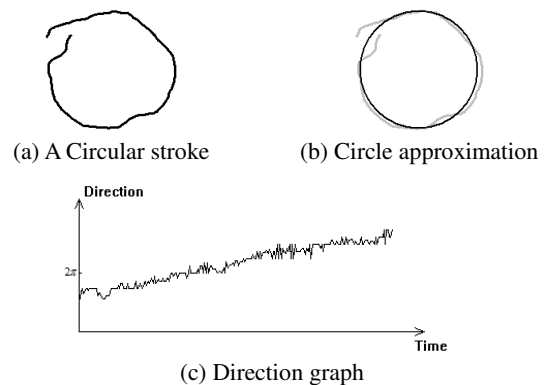 (a) A Circular stroke
(b) Circle approximation
Direction
2π
Time
(c) Direction graph